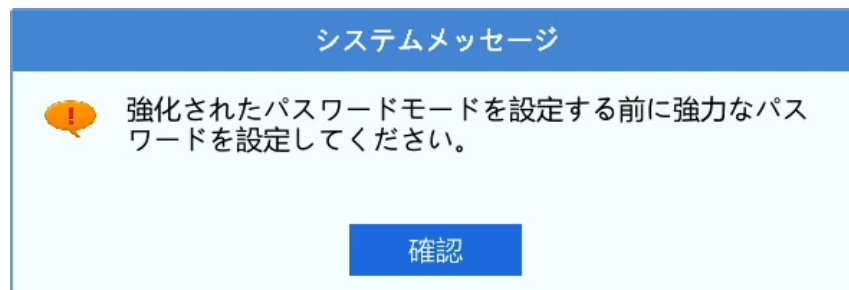 システムメッセージ
強化されたパスワードモードを設定する前に強力なパス
ワードを設定してください。
確認